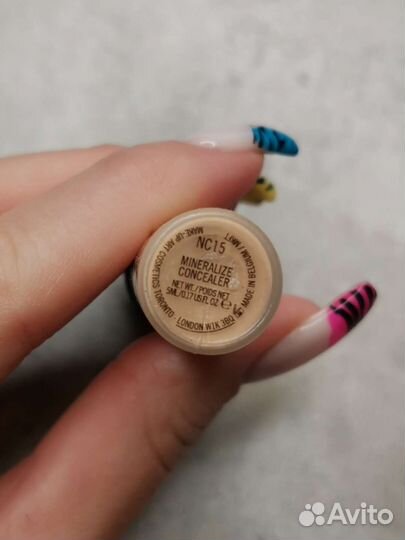 NC15
MINERALIZE
CONCEALER
NET WT./POIDS NET
5ML/0.17 US FL OZ e
MAKE-UP ART COSMETICS TORONTO · LONDON W1K 3BQ
MADE IN BELGIUM / MMFT
Avito